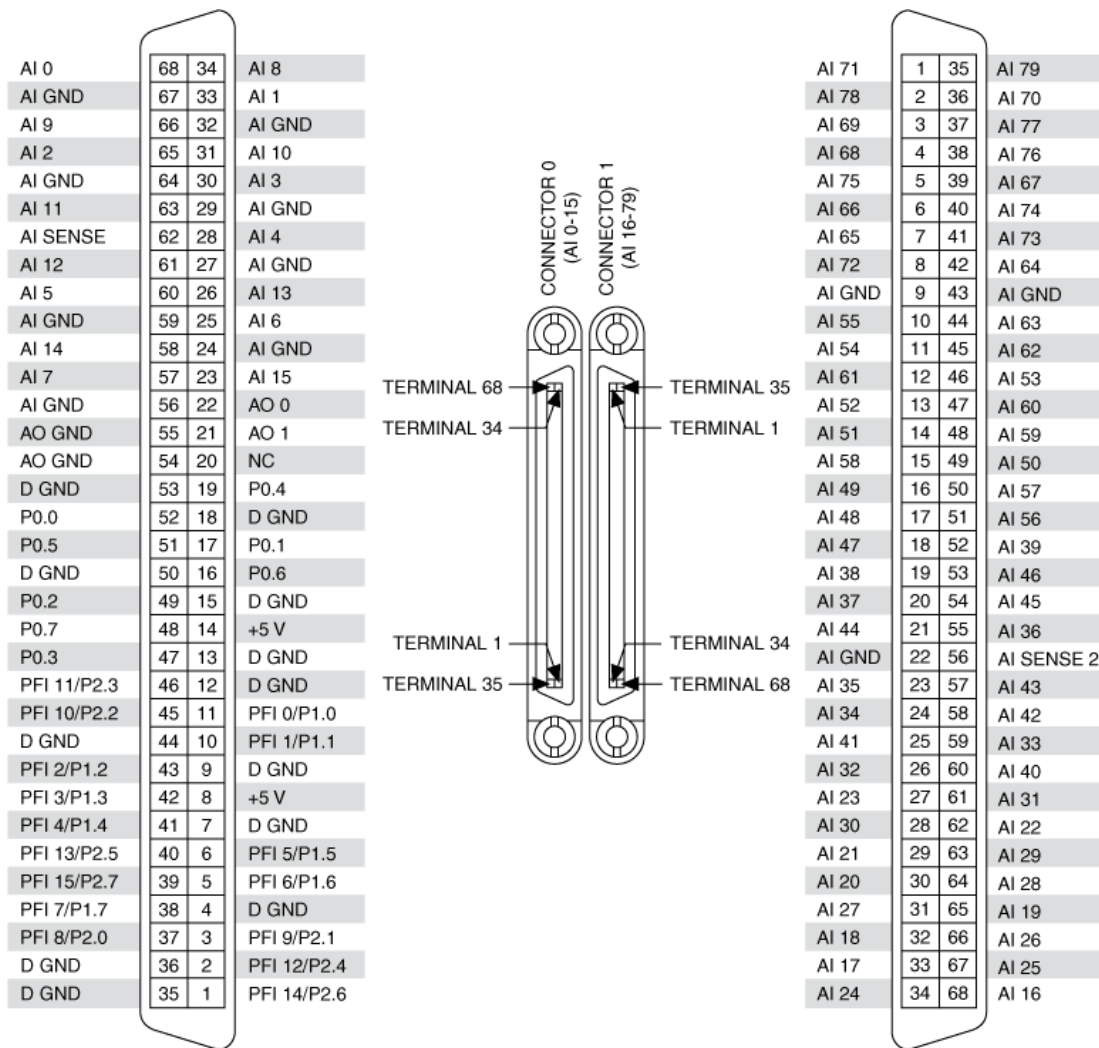 AI 0 68 34 AI 8
AI GND 67 33 AI 1
AI 9 66 32 AI GND
AI 2 65 31 AI 10
AI GND 64 30 AI 3
AI 11 63 29 AI GND
AI SENSE 62 28 AI 4
AI 12 61 27 AI GND
AI 5 60 26 AI 13
AI GND 59 25 AI 6
AI 14 58 24 AI GND
AI 7 57 23 AI 15
AI GND 56 22 AO 0
AO GND 55 21 AO 1
AO GND 54 20 NC
D GND 53 19 P0.4
P0.0 52 18 D GND
P0.5 51 17 P0.1
D GND 50 16 P0.6
P0.2 49 15 D GND
P0.7 48 14 +5 V
P0.3 47 13 D GND
PFI 11/P2.3 46 12 D GND
PFI 10/P2.2 45 11 PFI 0/P1.0
D GND 44 10 PFI 1/P1.1
PFI 2/P1.2 43 9 D GND
PFI 3/P1.3 42 8 +5 V
PFI 4/P1.4 41 7 D GND
PFI 13/P2.5 40 6 PFI 5/P1.5
PFI 15/P2.7 39 5 PFI 6/P1.6
PFI 7/P1.7 38 4 D GND
PFI 8/P2.0 37 3 PFI 9/P2.1
D GND 36 2 PFI 12/P2.4
D GND 35 1 PFI 14/P2.6
CONNECTOR 0
(AI 0-15)
CONNECTOR 1
(AI 16-79)
TERMINAL 68
TERMINAL 34
TERMINAL 35
TERMINAL 1
TERMINAL 1
TERMINAL 35
TERMINAL 34
TERMINAL 68
AI 71 1 35 AI 79
AI 78 2 36 AI 70
AI 69 3 37 AI 77
AI 68 4 38 AI 76
AI 75 5 39 AI 67
AI 66 6 40 AI 74
AI 65 7 41 AI 73
AI 72 8 42 AI 64
AI GND 9 43 AI GND
AI 55 10 44 AI 63
AI 54 11 45 AI 62
AI 61 12 46 AI 53
AI 52 13 47 AI 60
AI 51 14 48 AI 59
AI 58 15 49 AI 50
AI 49 16 50 AI 57
AI 48 17 51 AI 56
AI 47 18 52 AI 39
AI 38 19 53 AI 46
AI 37 20 54 AI 45
AI 44 21 55 AI 36
AI GND 22 56 AI SENSE 2
AI 35 23 57 AI 43
AI 34 24 58 AI 42
AI 41 25 59 AI 33
AI 32 26 60 AI 40
AI 23 27 61 AI 31
AI 30 28 62 AI 22
AI 21 29 63 AI 29
AI 20 30 64 AI 28
AI 27 31 65 AI 19
AI 18 32 66 AI 26
AI 17 33 67 AI 25
AI 24 34 68 AI 16